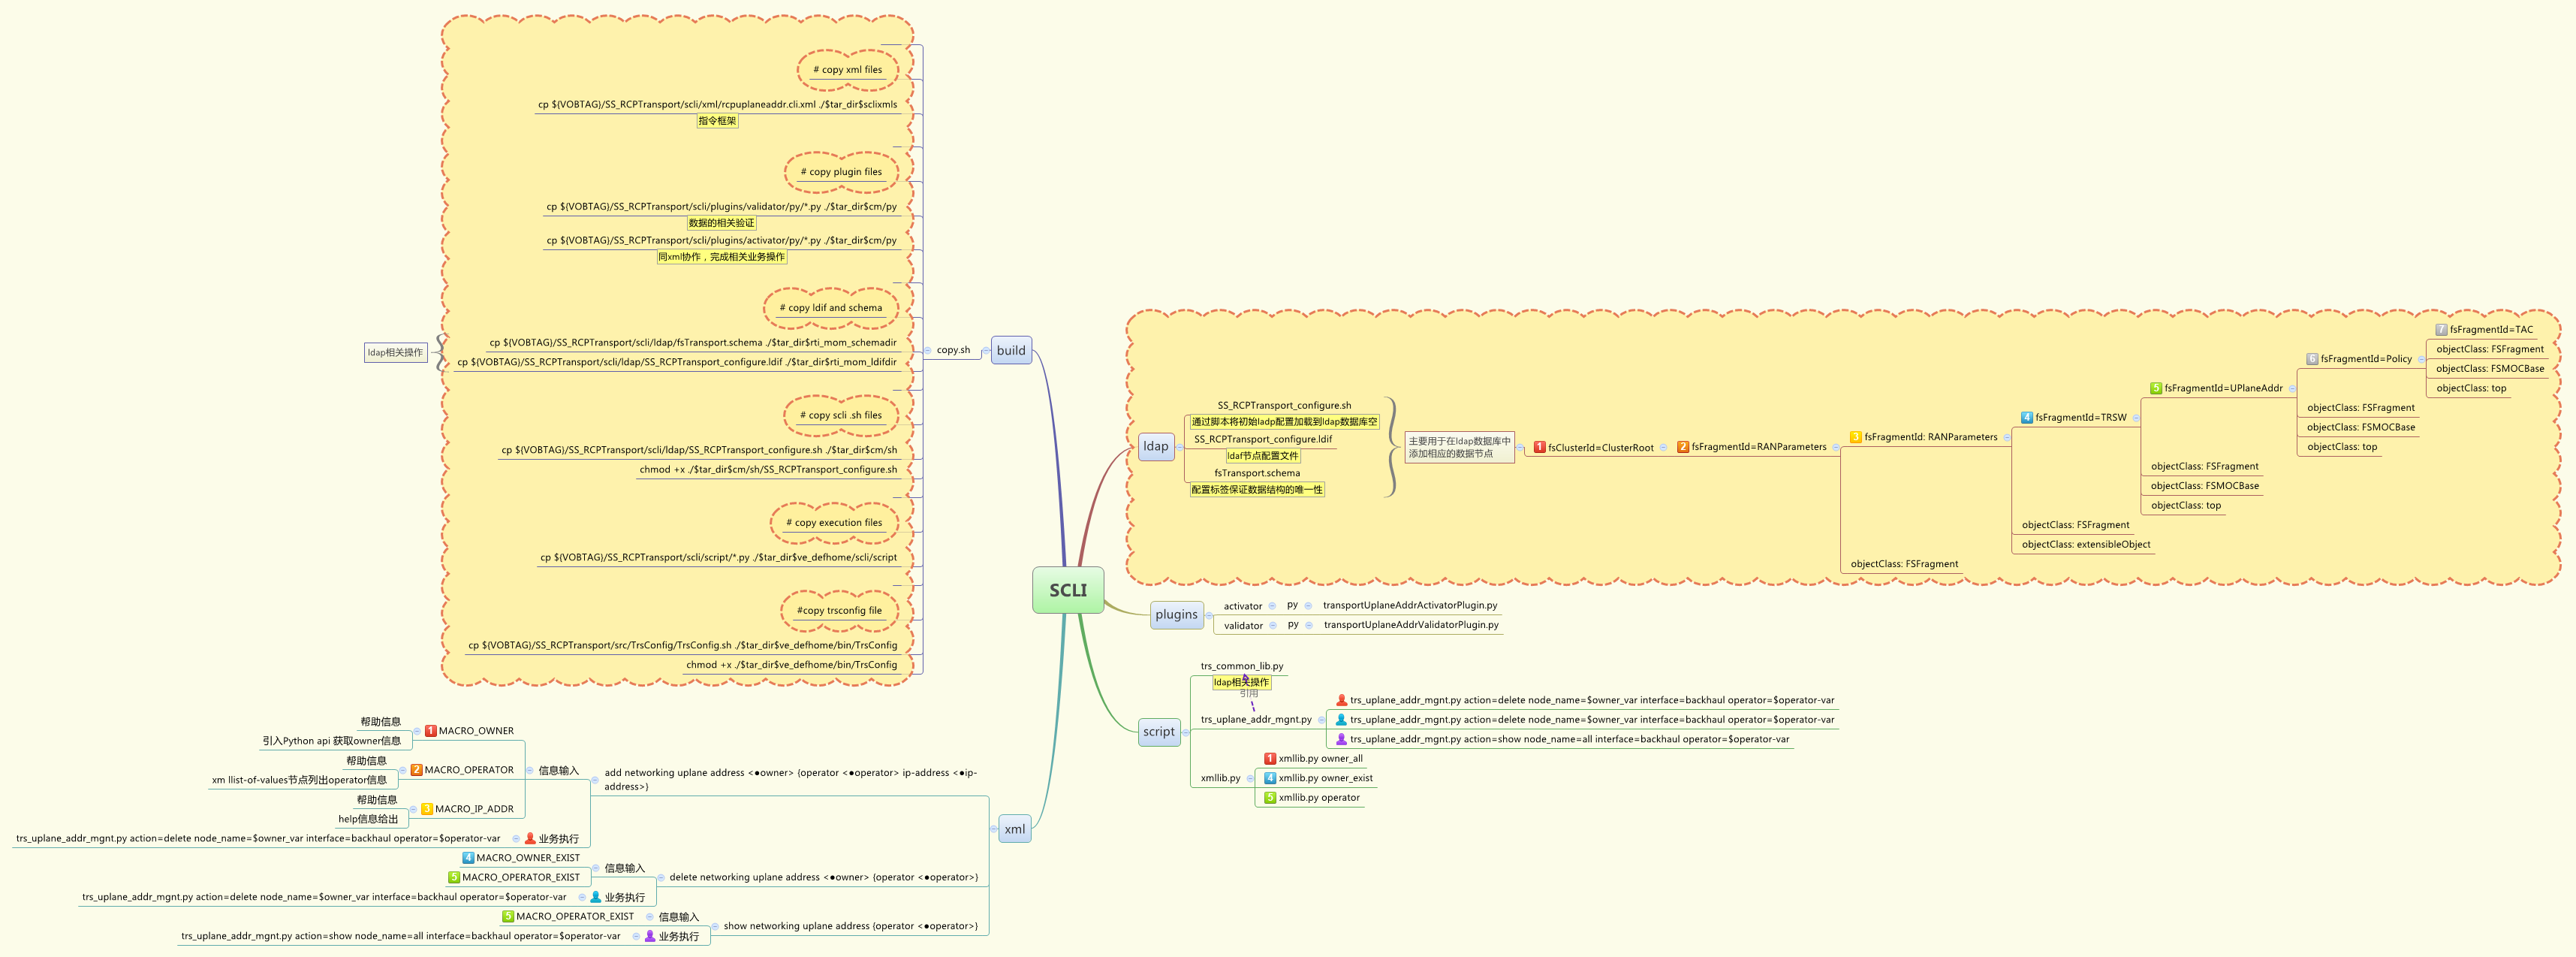 SCLI
build
copy.sh
# copy xml files
cp ${VOBTAG}/SS_RCPTransport/scli/xml/rcpuplaneaddr.cli.xml ./$tar_dir$sclixmls
指令框架
# copy plugin files
cp ${VOBTAG}/SS_RCPTransport/scli/plugins/validator/py/*.py ./$tar_dir$cm/py
数据的相关验证
cp ${VOBTAG}/SS_RCPTransport/scli/plugins/activator/py/*.py ./$tar_dir$cm/py
同xml协作，完成相关业务操作
# copy ldif and schema
cp ${VOBTAG}/SS_RCPTransport/scli/ldap/fsTransport.schema ./$tar_dir$rti_mom_schemadir
cp ${VOBTAG}/SS_RCPTransport/scli/ldap/SS_RCPTransport_configure.ldif ./$tar_dir$rti_mom_ldifdir
ldap相关操作
# copy scli .sh files
cp ${VOBTAG}/SS_RCPTransport/scli/ldap/SS_RCPTransport_configure.sh ./$tar_dir$cm/sh
chmod +x ./$tar_dir$cm/sh/SS_RCPTransport_configure.sh
# copy execution files
cp ${VOBTAG}/SS_RCPTransport/scli/script/*.py ./$tar_dir$ve_defhome/scli/script
#copy trsconfig file
cp ${VOBTAG}/SS_RCPTransport/src/TrsConfig/TrsConfig.sh ./$tar_dir$ve_defhome/bin/TrsConfig
chmod +x ./$tar_dir$ve_defhome/bin/TrsConfig
ldap
SS_RCPTransport_configure.sh
通过脚本将初始ladp配置加载到ldap数据库空
SS_RCPTransport_configure.ldif
ldaf节点配置文件
fsTransport.schema
配置标签保证数据结构的唯一性
主要用于在ldap数据库中
添加相应的数据节点
1 fsClusterId=ClusterRoot
2 fsFragmentId=RANParameters
3 fsFragmentId: RANParameters
4 fsFragmentId=TRSW
5 fsFragmentId=UPlaneAddr
6 fsFragmentId=Policy
7 fsFragmentId=TAC
objectClass: FSFragment
objectClass: FSMOCBase
objectClass: top
objectClass: FSFragment
objectClass: FSMOCBase
objectClass: top
objectClass: FSFragment
objectClass: FSMOCBase
objectClass: top
objectClass: FSFragment
objectClass: extensibleObject
objectClass: FSFragment
plugins
activator py transportUplaneAddrActivatorPlugin.py
validator py transportUplaneAddrValidatorPlugin.py
script
trs_common_lib.py
ldap相关操作
引用
trs_uplane_addr_mgnt.py
trs_uplane_addr_mgnt.py action=delete node_name=$owner_var interface=backhaul operator=$operator-var
trs_uplane_addr_mgnt.py action=delete node_name=$owner_var interface=backhaul operator=$operator-var
trs_uplane_addr_mgnt.py action=show node_name=all interface=backhaul operator=$operator-var
xmllib.py
1 xmllib.py owner_all
4 xmllib.py owner_exist
5 xmllib.py operator
xml
add networking uplane address <●owner> {operator <●operator> ip-address <●ip-
address>}
信息输入
1 MACRO_OWNER
帮助信息
引入Python api 获取owner信息
2 MACRO_OPERATOR
帮助信息
xm llist-of-values节点列出operator信息
3 MACRO_IP_ADDR
帮助信息
help信息给出
业务执行
trs_uplane_addr_mgnt.py action=delete node_name=$owner_var interface=backhaul operator=$operator-var
delete networking uplane address <●owner> {operator <●operator>}
信息输入
4 MACRO_OWNER_EXIST
5 MACRO_OPERATOR_EXIST
业务执行
trs_uplane_addr_mgnt.py action=delete node_name=$owner_var interface=backhaul operator=$operator-var
show networking uplane address {operator <●operator>}
信息输入
5 MACRO_OPERATOR_EXIST
业务执行
trs_uplane_addr_mgnt.py action=show node_name=all interface=backhaul operator=$operator-var